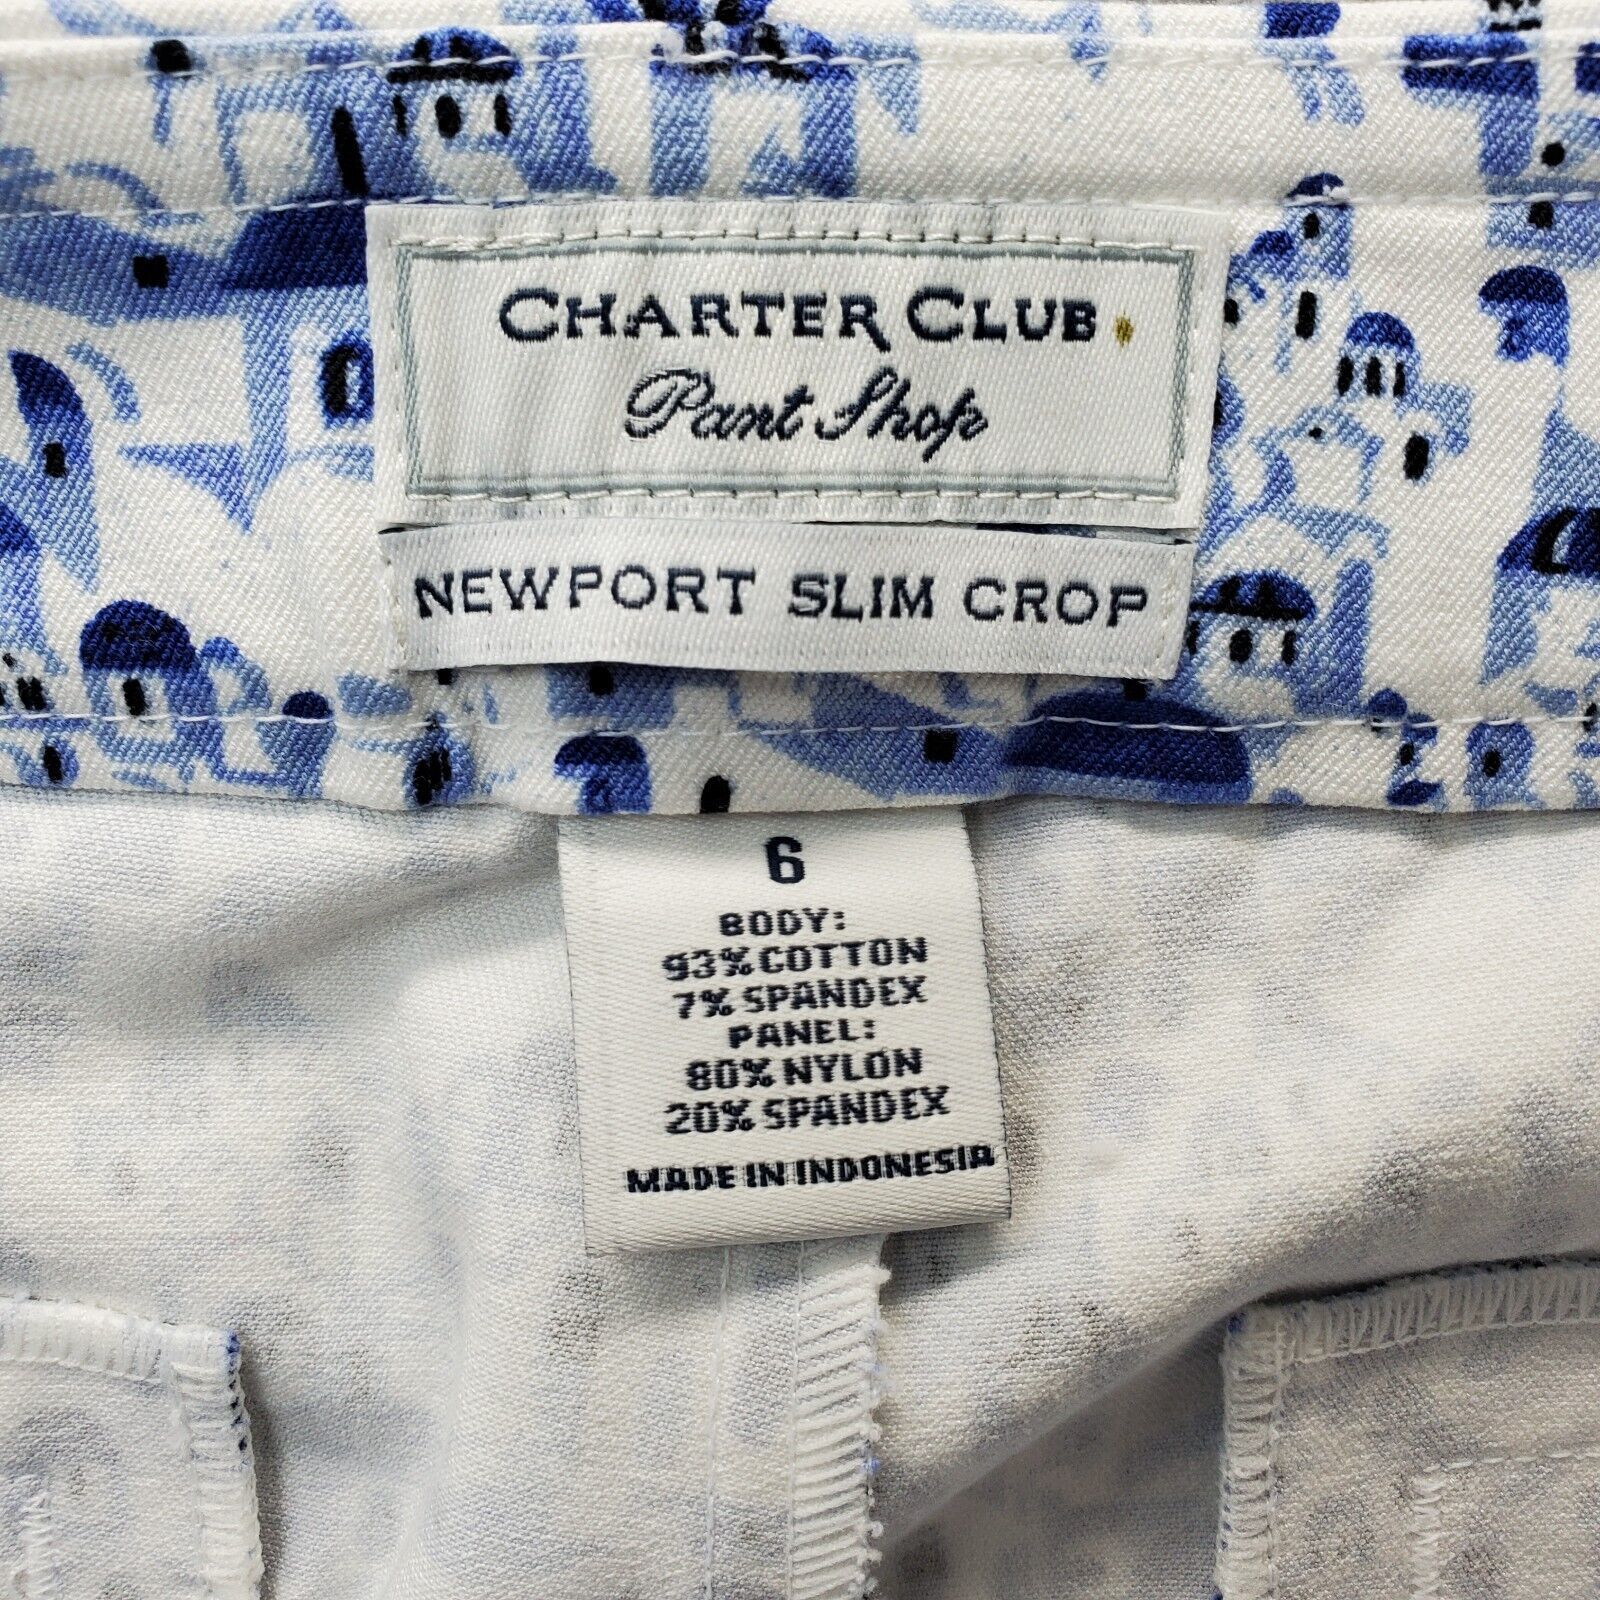 CHARTER CLUB
Pant Shop
NEWPORT SLIM CROP
6
BODY:
93% COTTON
7% SPANDEX
PANEL:
80% NYLON
20% SPANDEX
MADE IN INDONESIA